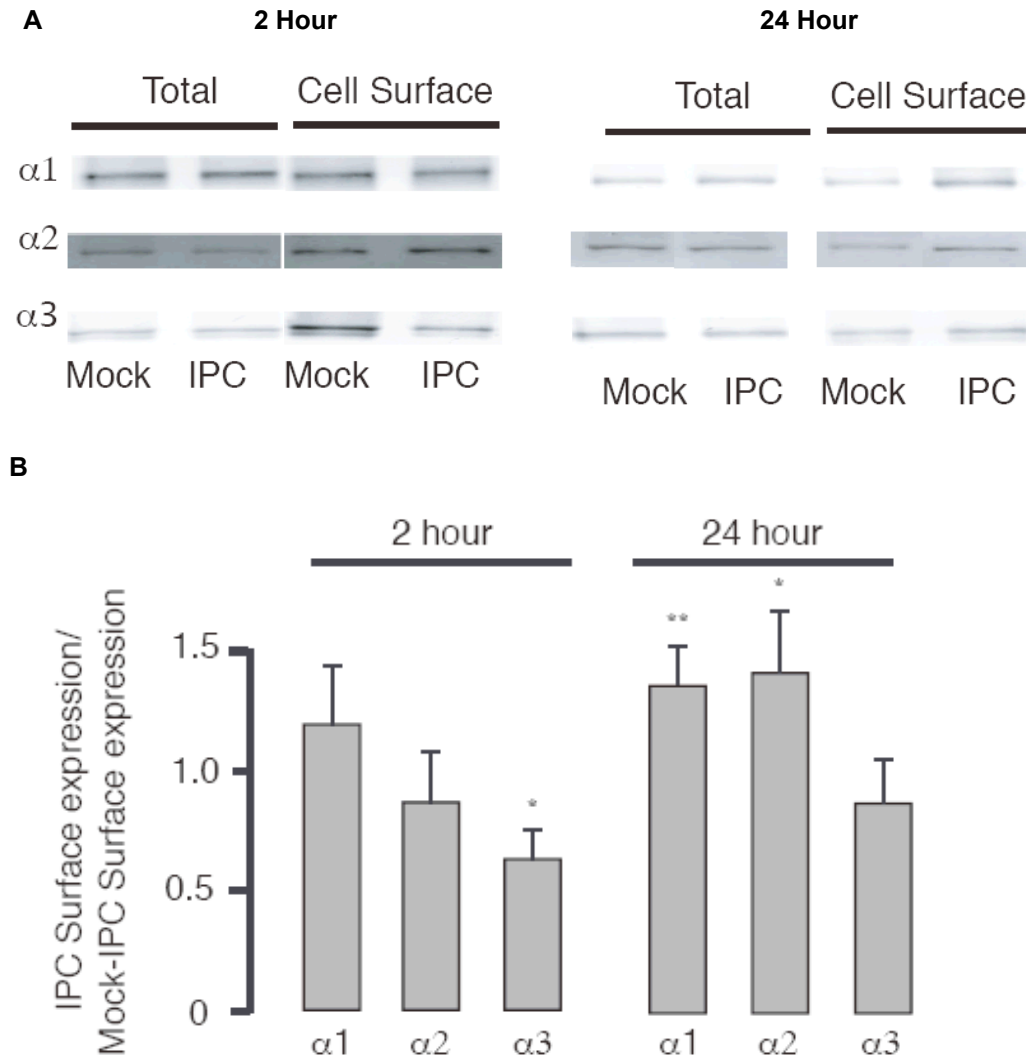 A
2 Hour
24 Hour
Total
Cell Surface
Total
Cell Surface
α1
α2
α3
Mock
IPC
Mock
IPC
Mock
IPC
Mock
IPC
B
2 hour
24 hour
*
**
*
*
IPC Surface expression/
Mock-IPC Surface expression
1.5
1.0
0.5
0
α1
α2
α3
α1
α2
α3